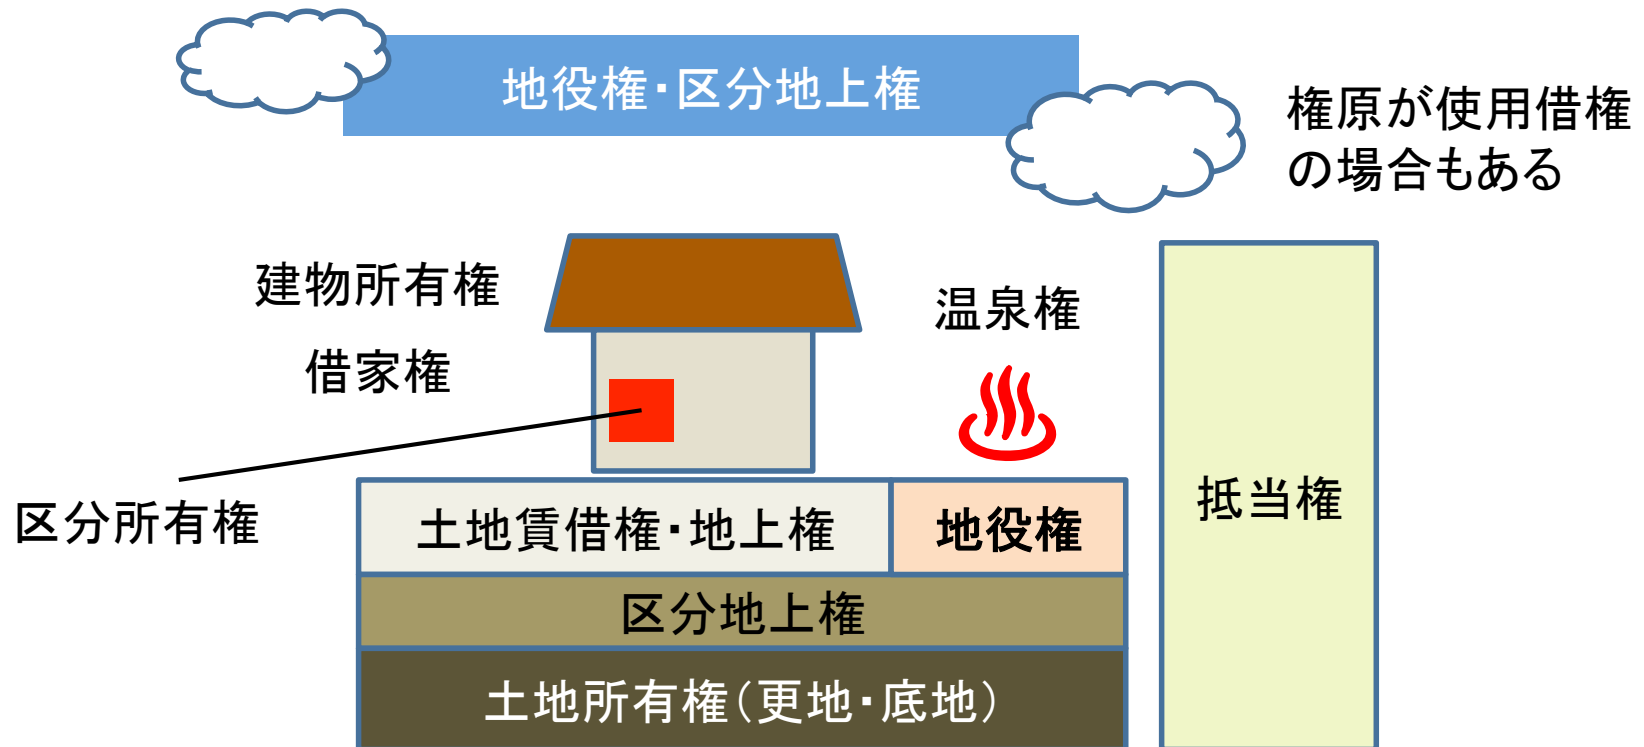 地役権・区分地上権
権原が使用借権
の場合もある
建物所有権
温泉権
借家権
区分所有権
土地賃借権・地上権
地役権
抵当権
区分地上権
土地所有権（更地・底地）